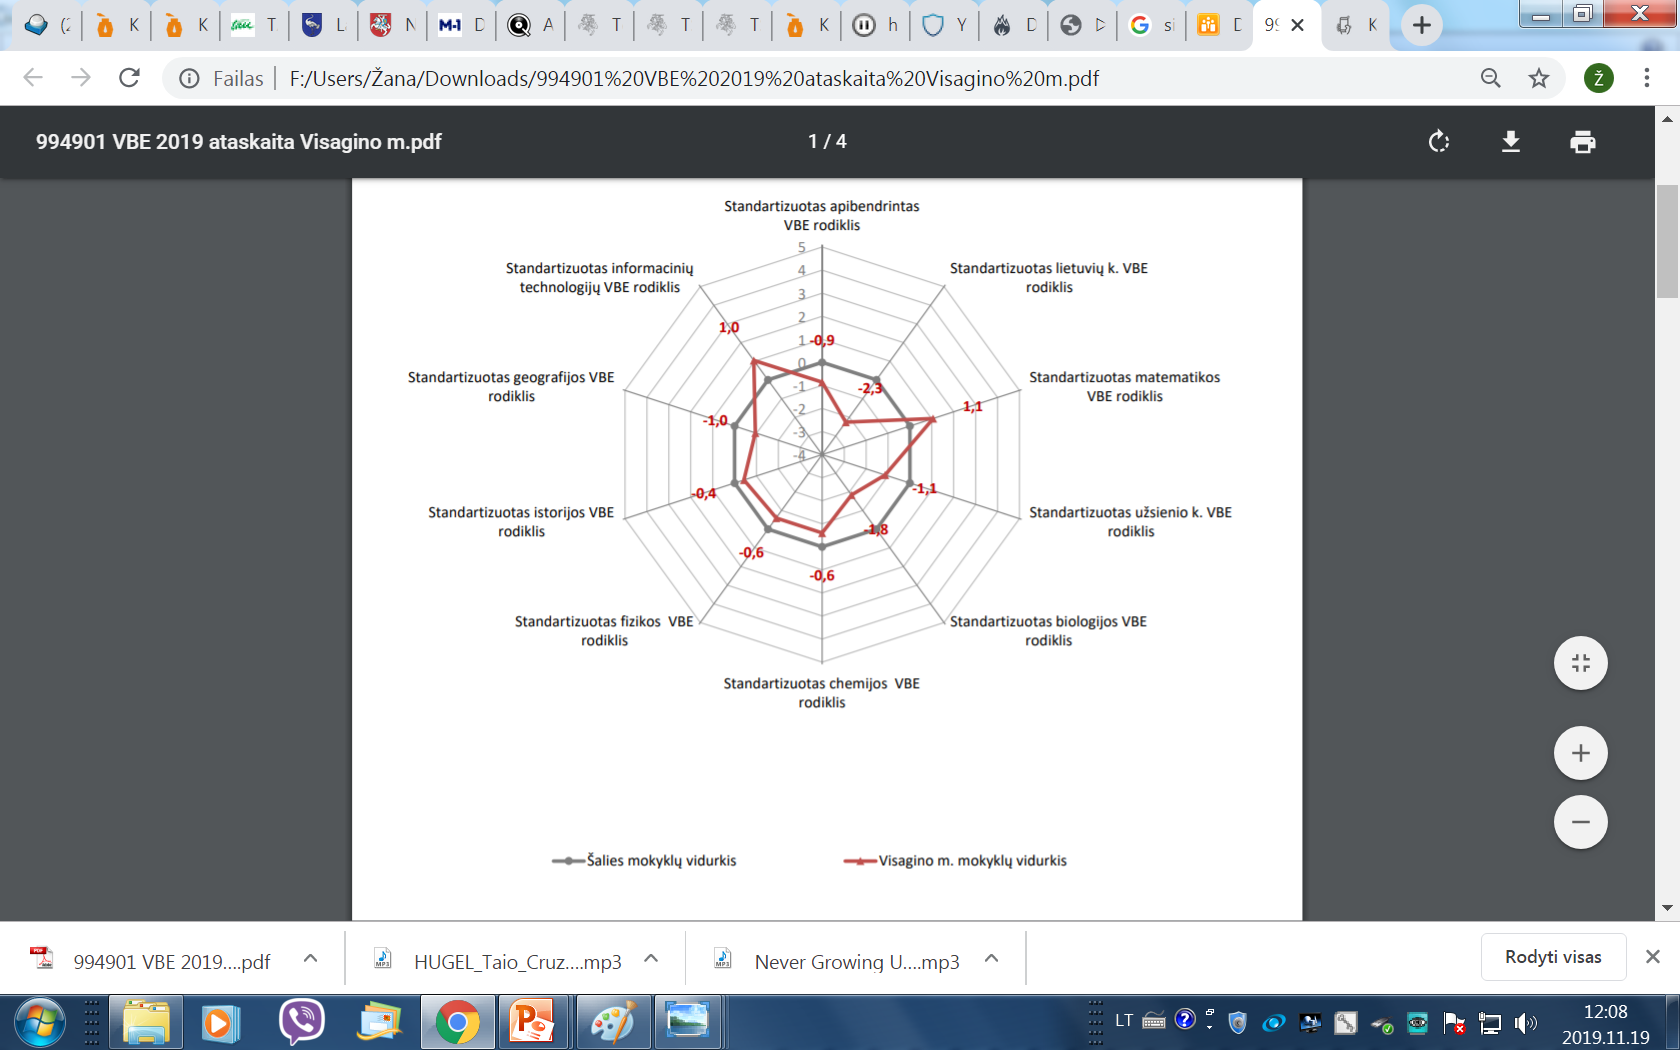 (2
K
K
T
L
N
M-1 D
A
T
T
T
K
h
Y
D
D
G si
D
99
K
Failas
F:/Users/Žana/Downloads/994901%20VBE%202019%20ataskaita%20Visagino%20m.pdf
Ž
994901 VBE 2019 ataskaita Visagino m.pdf
1 / 4
Standartizuotas apibendrintas
VBE rodiklis
Standartizuotas informacinių
technologijų VBE rodiklis
Standartizuotas lietuvių k. VBE
rodiklis
Standartizuotas geografijos VBE
rodiklis
Standartizuotas matematikos
VBE rodiklis
Standartizuotas istorijos VBE
rodiklis
Standartizuotas užsienio k. VBE
rodiklis
Standartizuotas fizikos VBE
rodiklis
Standartizuotas biologijos VBE
rodiklis
Standartizuotas chemijos VBE
rodiklis
5
4
3
2
1
0
-1
-2
-3
-4
-0,9
-2,3
1,1
-1,1
-1,8
-0,6
-0,6
-0,4
-1,0
1,0
Šalies mokyklų vidurkis
Visagino m. mokyklų vidurkis
994901 VBE 2019....pdf
HUGEL_Taio_Cruz....mp3
Never Growing U....mp3
Rodyti visas
LT
12:08
2019.11.19